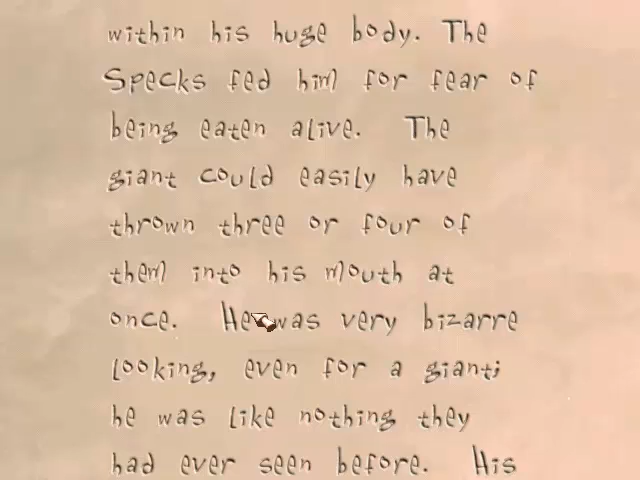 within his huge body. The
Specks fed him for fear of
being eaten alive. The
giant could easily have
thrown three or four of
them into his mouth at
once. He was very bizarre
looking, even for a giant;
he was like nothing they
had ever seen before. His